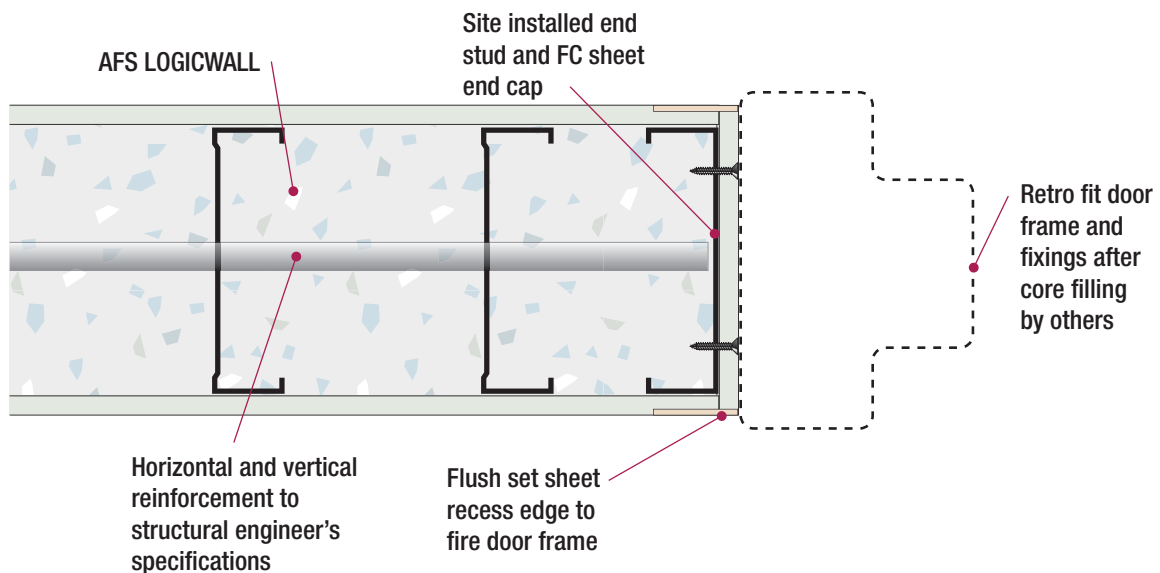 Site installed end
stud and FC sheet
end cap
AFS LOGICWALL
Retro fit door
frame and
fixings after
core filling
by others
Horizontal and vertical
reinforcement to
structural engineer’s
specifications
Flush set sheet
recess edge to
fire door frame